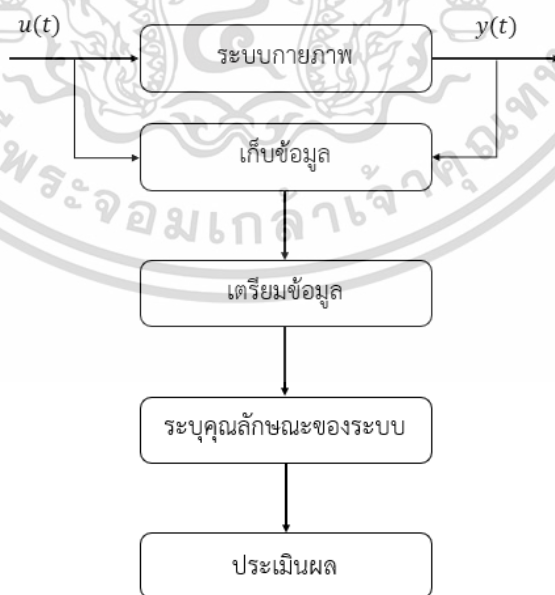 u(t)
y(t)
ระบบกายภาพ
เก็บข้อมูล
เตรียมข้อมูล
ระบุคุณลักษณะของระบบ
ประเมินผล